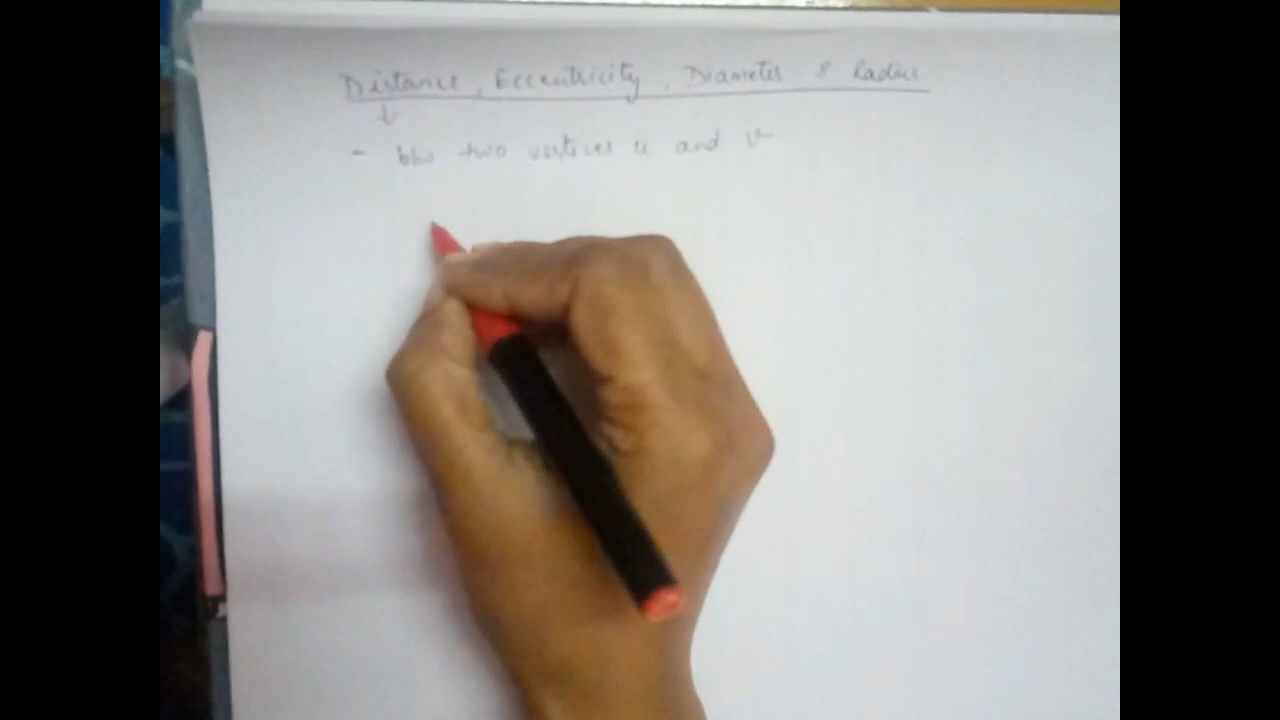 Distance, Eccentricity, Diameter & Radius
- b/w two vertices u and v